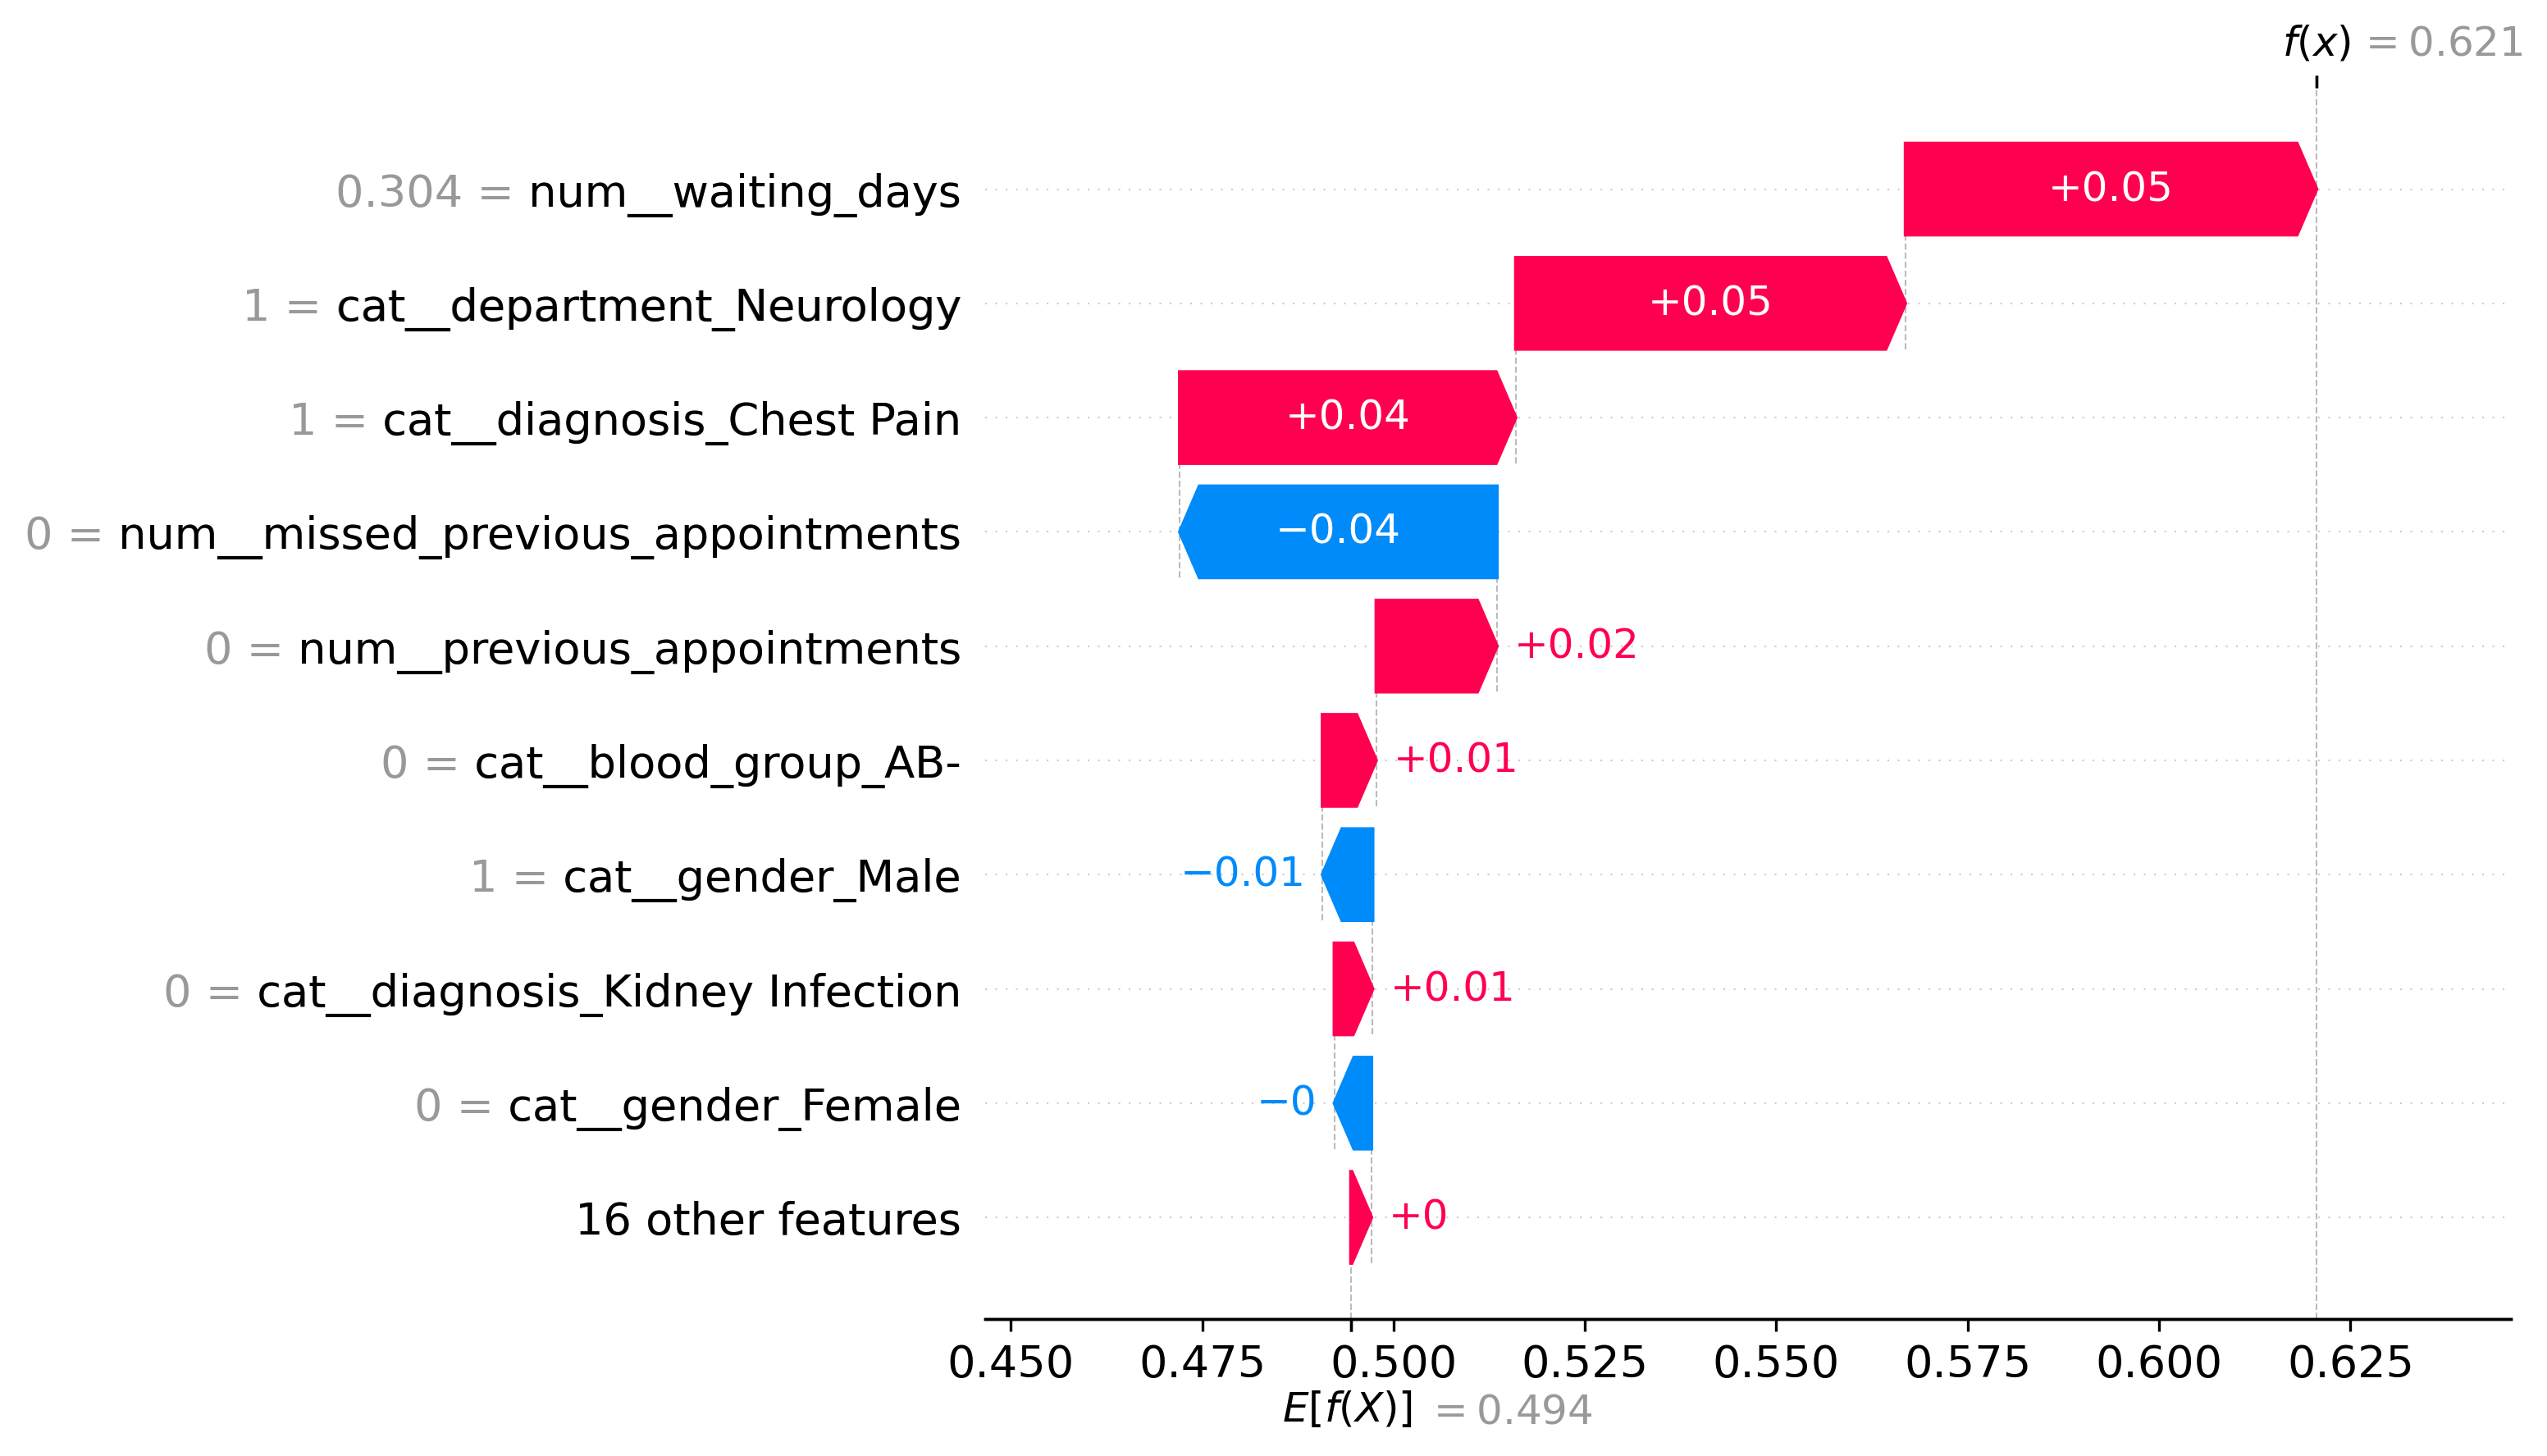 f(x) = 0.621
0.304 = num__waiting_days +0.05
1 = cat__department_Neurology +0.05
1 = cat__diagnosis_Chest Pain +0.04
0 = num__missed_previous_appointments −0.04
0 = num__previous_appointments +0.02
0 = cat__blood_group_AB- +0.01
1 = cat__gender_Male −0.01
0 = cat__diagnosis_Kidney Infection +0.01
0 = cat__gender_Female −0
16 other features +0
0.450 0.475 0.500 0.525 0.550 0.575 0.600 0.625
E[f(X)] = 0.494